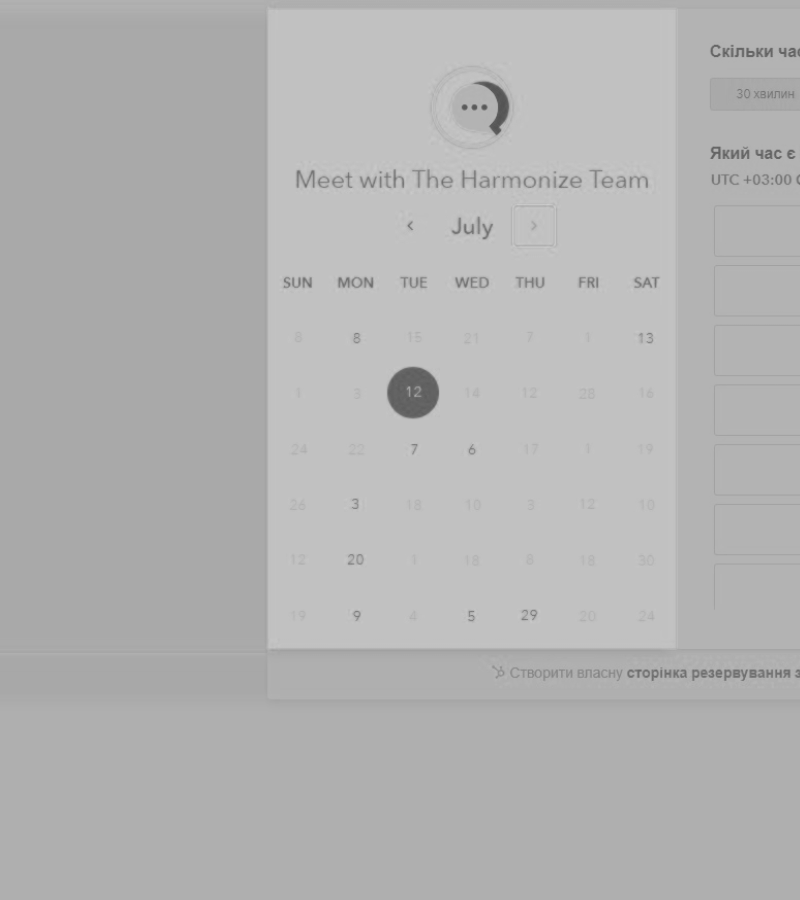 Meet with The Harmonize Team
July
SUN MON TUE WED THU FRI SAT
8 8 15 21 7 1 13
1 3 12 14 12 28 16
24 22 7 6 17 1 19
26 3 18 10 3 12 10
12 20 1 18 8 18 30
19 9 4 5 29 20 24
Скільки час
30 хвилин
Який час є
UTC +03:00
Створити власну сторінка резервування з